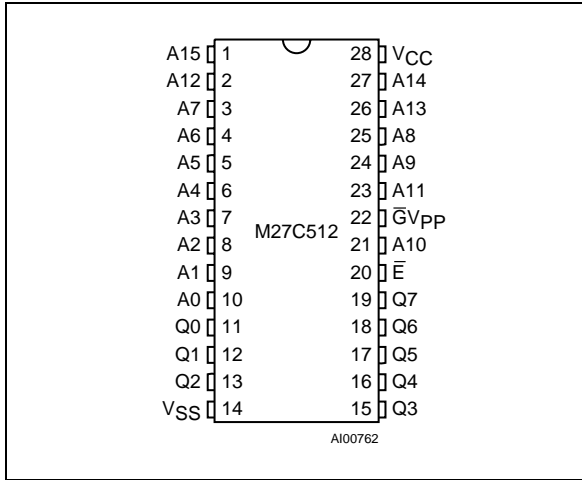 A15 1 28 VCC
A12 2 27 A14
A7 3 26 A13
A6 4 25 A8
A5 5 24 A9
A4 6 23 A11
A3 7 M27C512 22 G̅VPP
A2 8 21 A10
A1 9 20 E̅
A0 10 19 Q7
Q0 11 18 Q6
Q1 12 17 Q5
Q2 13 16 Q4
VSS 14 15 Q3
AI00762